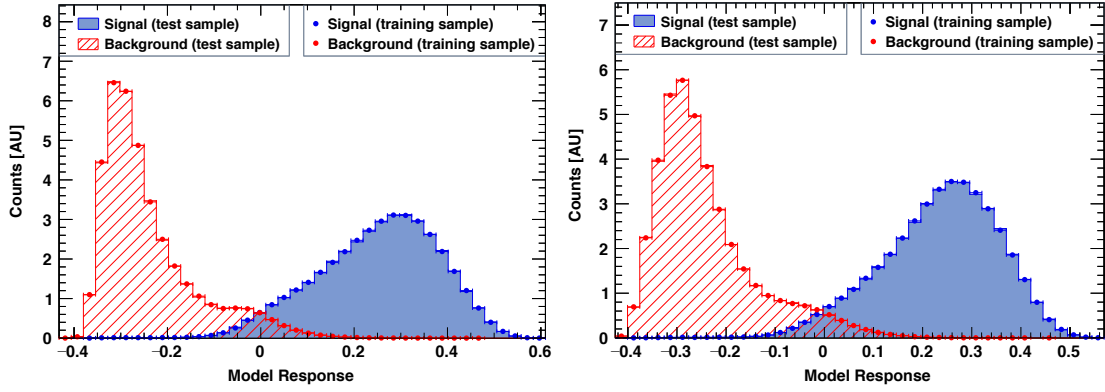 Signal (test sample)
Background (test sample)
Signal (training sample)
Background (training sample)
Counts [AU]
8
7
6
5
4
3
2
1
0
−0.4
−0.2
0
0.2
0.4
0.6
Model Response
Signal (test sample)
Background (test sample)
Signal (training sample)
Background (training sample)
Counts [AU]
7
6
5
4
3
2
1
0
−0.4
−0.3
−0.2
−0.1
0
0.1
0.2
0.3
0.4
0.5
Model Response